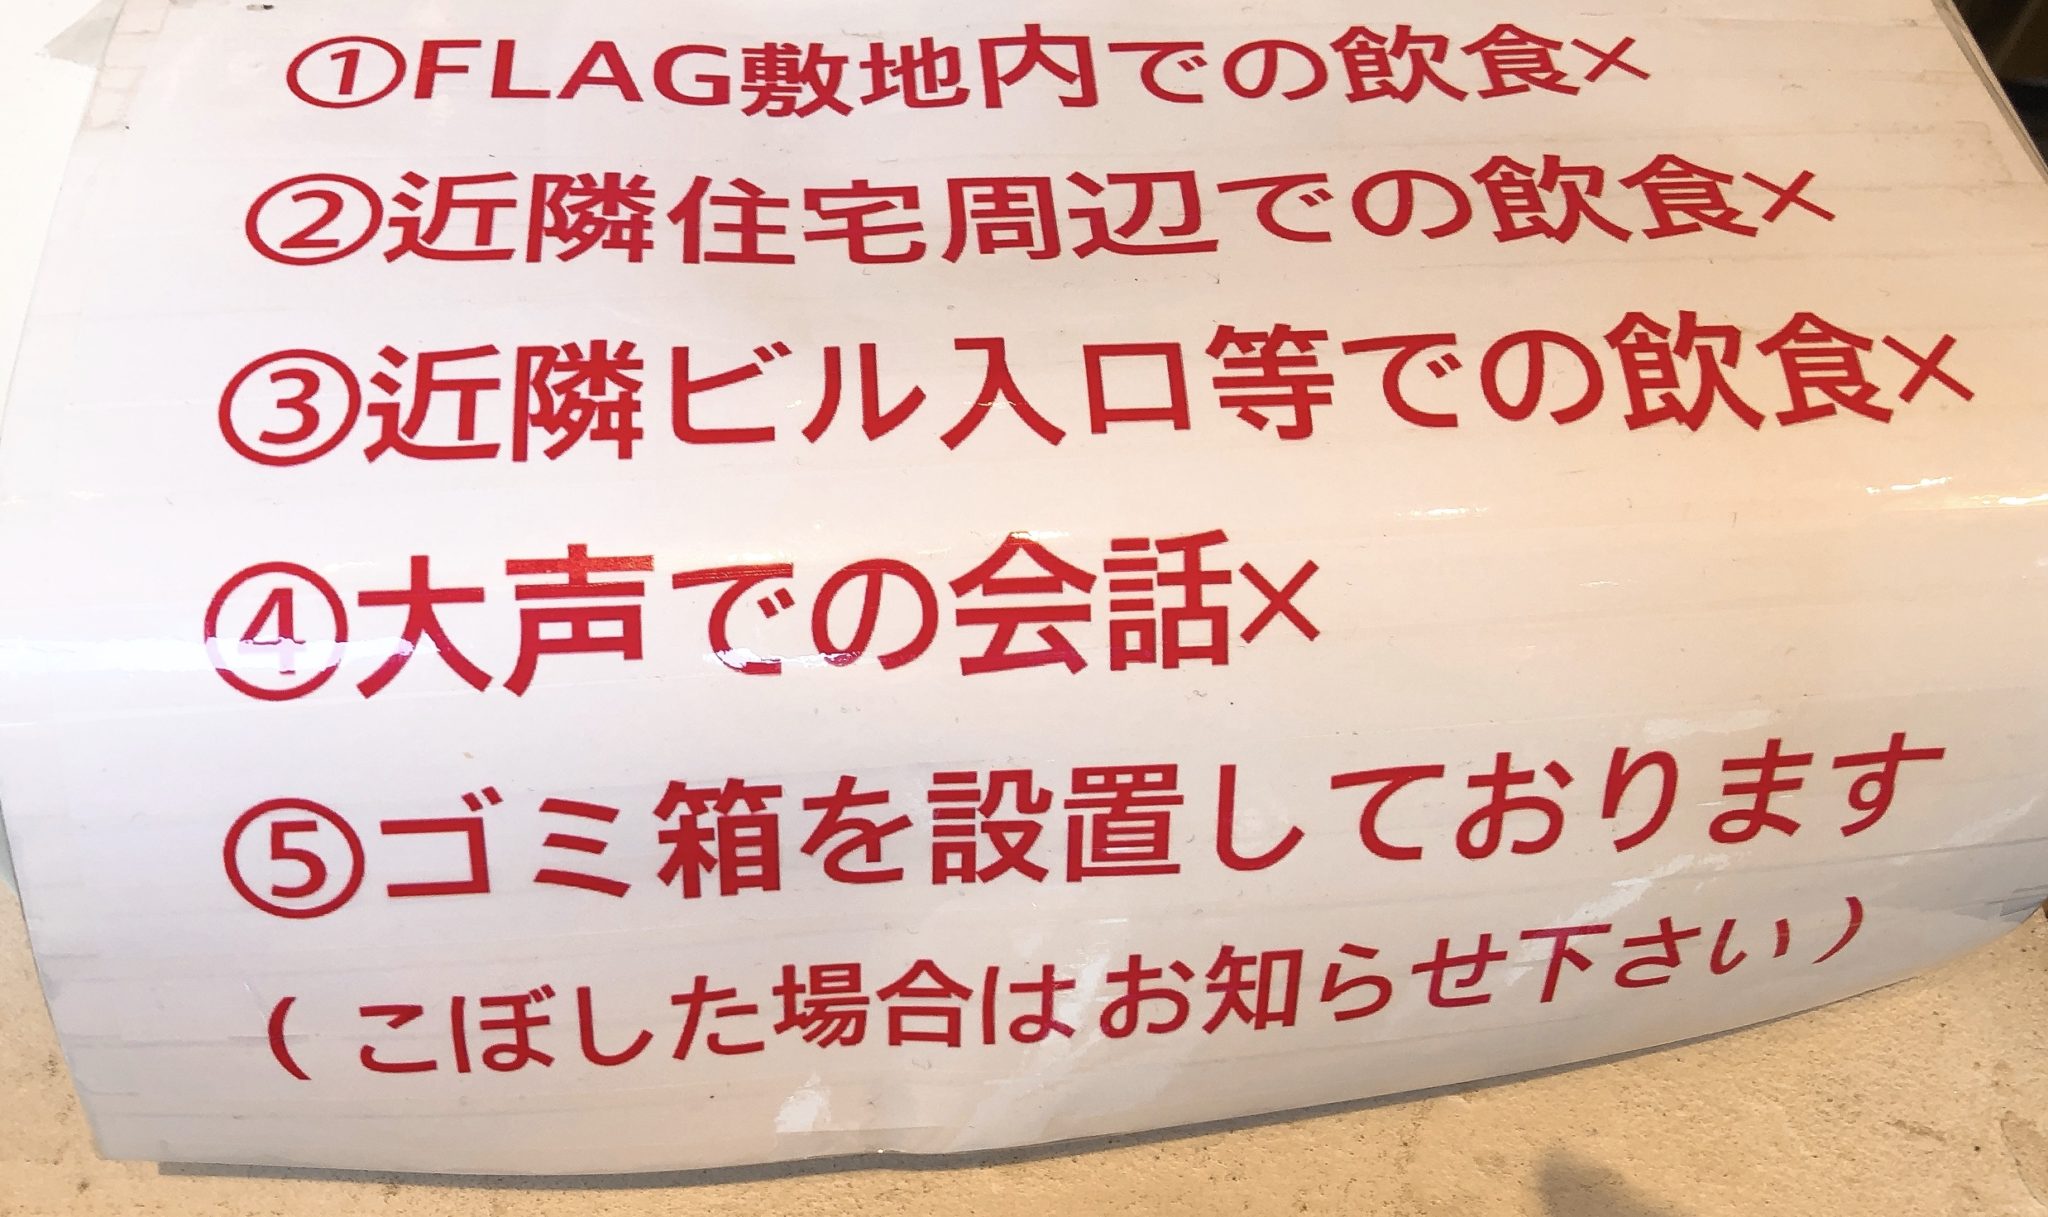 ①FLAG敷地内での飲食×
②近隣住宅周辺での飲食×
③近隣ビル入口等での飲食×
④大声での会話×
⑤ゴミ箱を設置しております
（こぼした場合はお知らせ下さい）